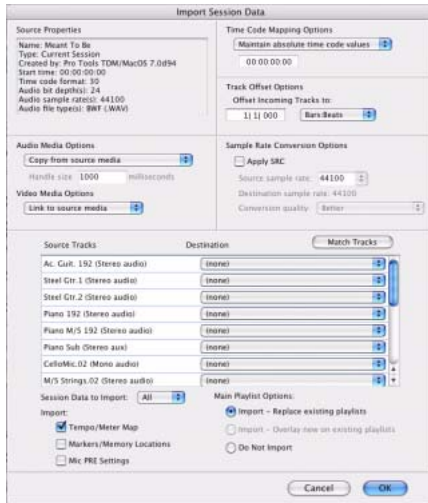 Import Session Data
Source Properties
Name: Meant To Be
Type: Current Session
Created by: Pro Tools TDM/MacOS 7.0d94
Start time: 00:00:00:00
Time code format: 30
Audio bit depth(s): 24
Audio sample rate(s): 44100
Audio file type(s): BWF (.WAV)
Time Code Mapping Options
Maintain absolute time code values
00:00:00:00
Track Offset Options
Offset Incoming Tracks to:
1| 1| 000 Bars:Beats
Audio Media Options
Copy from source media
Handle size 1000 milliseconds
Video Media Options
Link to source media
Sample Rate Conversion Options
Apply SRC
Source sample rate: 44100
Destination sample rate: 44100
Conversion quality: Better
Source Tracks Destination Match Tracks
Ac. Guit. 192 (Stereo audio) (none)
Steel Gtr.1 (Stereo audio) (none)
Steel Gtr.2 (Stereo audio) (none)
Piano 192 (Stereo audio) (none)
Piano M/S 192 (Stereo audio) (none)
Piano Sub (Stereo aux) (none)
CelloMic.02 (Mono audio) (none)
M/S Strings.02 (Stereo audio) (none)
Session Data to Import: All
Import:
Tempo/Meter Map
Markers/Memory Locations
Mic PRE Settings
Main Playlist Options:
Import - Replace existing playlists
Import - Overlay new on existing playlists
Do Not Import
Cancel OK